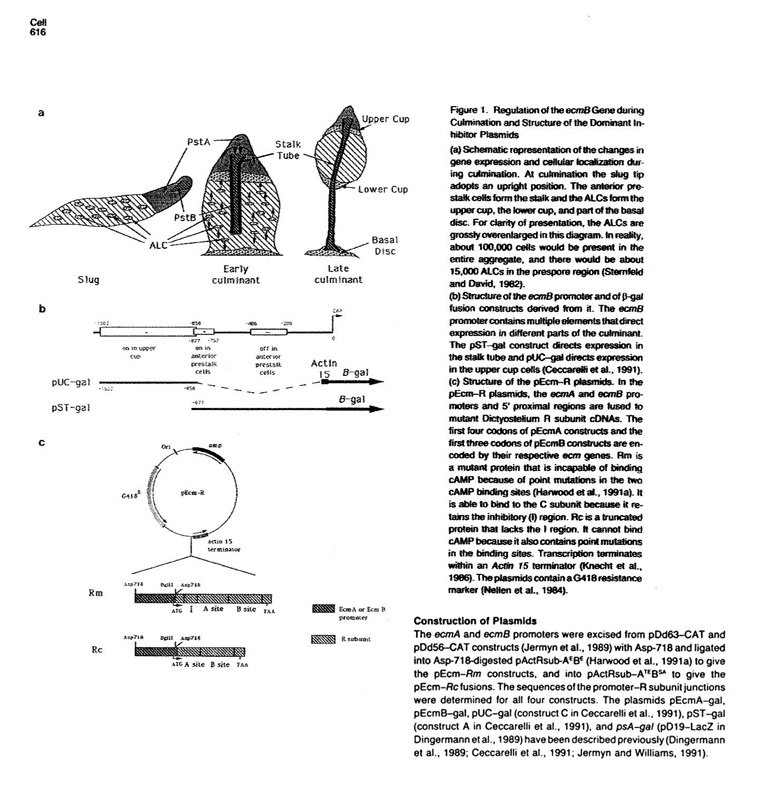 Cell
616
a
PstA
PstB
ALC
Stalk
Tube
Upper Cup
Lower Cup
Basal
Disc
Slug
Early
culminant
Late
culminant
b
-1502
-858
-877
-757
-486
-208
CAP
0
on in upper
cup
on in
anterior
prestalk
cells
off in
anterior
prestalk
cells
Actin
15
B-gal
pUC-gal
-1502
-858
pST-gal
-877
B-gal
c
Ori
amp
G418R
pEcm-R
actin 15
terminator
Asp718
BglII
Asp718
Rm
ATG
I
A site
B site
TAA
Asp718
BglII
Asp718
Rc
ATG
A site
B site
TAA
EcmA or Ecm B
promoter
R subunit
Figure 1. Regulation of the ecmB Gene during
Culmination and Structure of the Dominant In-
hibitor Plasmids
(a) Schematic representation of the changes in
gene expression and cellular localization dur-
ing culmination. At culmination the slug tip
adopts an upright position. The anterior pre-
stalk cells form the stalk and the ALCs form the
upper cup, the lower cup, and part of the basal
disc. For clarity of presentation, the ALCs are
grossly overenlarged in this diagram. In reality,
about 100,000 cells would be present in the
entire aggregate, and there would be about
15,000 ALCs in the prespore region (Sternfeld
and David, 1982).
(b) Structure of the ecmB promoter and of β-gal
fusion constructs derived from it. The ecmB
promoter contains multiple elements that direct
expression in different parts of the culminant.
The pST-gal construct directs expression in
the stalk tube and pUC-gal directs expression
in the upper cup cells (Ceccarelli et al., 1991).
(c) Structure of the pEcm-R plasmids. In the
pEcm-R plasmids, the ecmA and ecmB pro-
moters and 5' proximal regions are fused to
mutant Dictyostelium R subunit cDNAs. The
first four codons of pEcmA constructs and the
first three codons of pEcmB constructs are en-
coded by their respective ecm genes. Rm is
a mutant protein that is incapable of binding
cAMP because of point mutations in the two
cAMP binding sites (Harwood et al., 1991a). It
is able to bind to the C subunit because it re-
tains the inhibitory (I) region. Rc is a truncated
protein that lacks the I region. It cannot bind
cAMP because it also contains point mutations
in the binding sites. Transcription terminates
within an Actin 15 terminator (Knecht et al.,
1986). The plasmids contain a G418 resistance
marker (Nellen et al., 1984).
Construction of Plasmids
The ecmA and ecmB promoters were excised from pDd63-CAT and
pDd56-CAT constructs (Jermyn et al., 1989) with Asp-718 and ligated
into Asp-718-digested pActRsub-AᴱBᴱ (Harwood et al., 1991a) to give
the pEcm-Rm constructs, and into pActRsub-AᵀᴱBˢᴬ to give the
pEcm-Rc fusions. The sequences of the promoter-R subunit junctions
were determined for all four constructs. The plasmids pEcmA-gal,
pEcmB-gal, pUC-gal (construct C in Ceccarelli et al., 1991), pST-gal
(construct A in Ceccarelli et al., 1991), and psA-gal (pD19-LacZ in
Dingermann et al., 1989) have been described previously (Dingermann
et al., 1989; Ceccarelli et al., 1991; Jermyn and Williams, 1991).